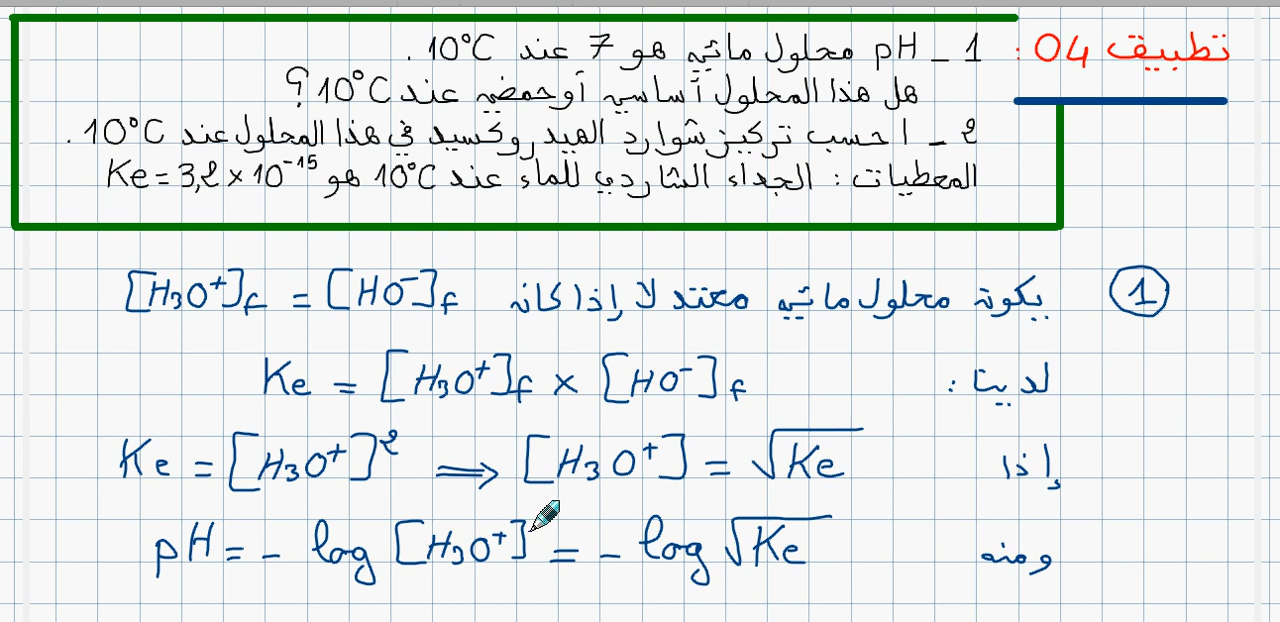 تطبيق 04 :
1 _ pH محلول مائي هو 7 عند 10°C .
هل هذا المحلول أساسي أوحمضي عند 10°C ؟
2 _ احسب تركيز شوارد الهيدروكسيد في هذا المحلول عند 10°C .
المعطيات : الجداء الشاردي للماء عند 10°C هو Ke = 3,2 × 10⁻¹⁵
① يكون محلول مائي معتدلا إذا كان [H₃O⁺]f = [HO⁻]f
لدينا : Ke = [H₃O⁺]f × [HO⁻]f
إذا Ke = [H₃O⁺]² ⟹ [H₃O⁺] = √Ke
ومنه pH = - log [H₃O⁺] = - log √Ke